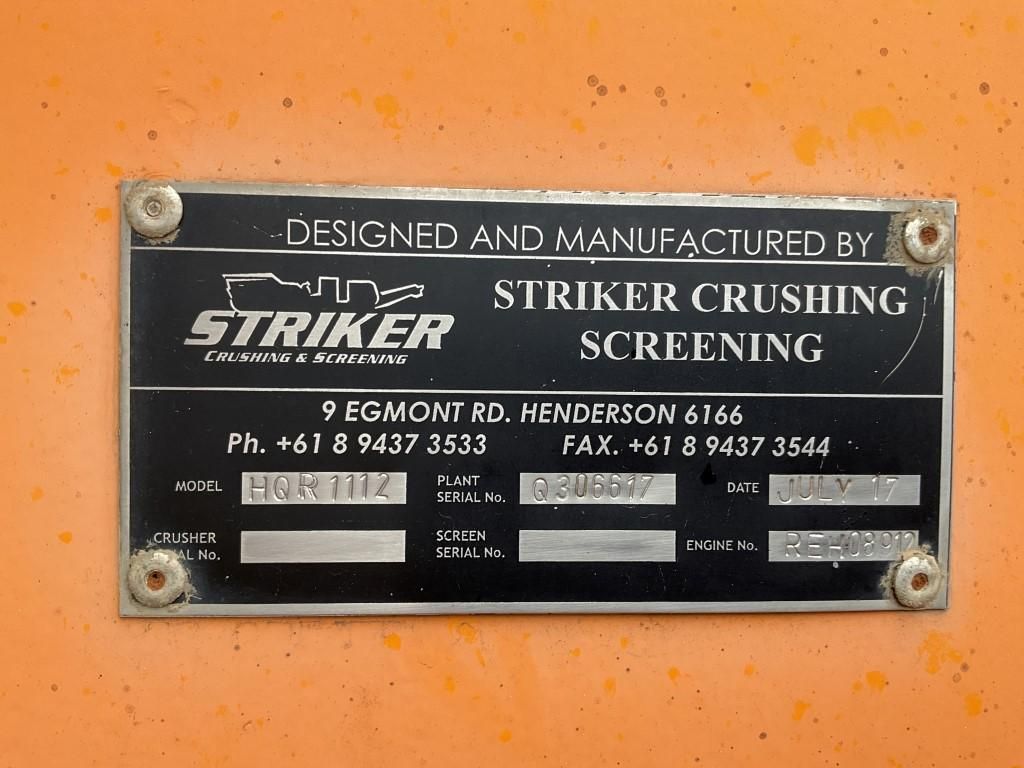 DESIGNED AND MANUFACTURED BY
STRIKER
CRUSHING & SCREENING
STRIKER CRUSHING
SCREENING
9 EGMONT RD. HENDERSON 6166
Ph. +61 8 9437 3533 FAX. +61 8 9437 3544
MODEL HQR1112 PLANT SERIAL No. Q306617 DATE JULY 17
CRUSHER SERIAL No. SCREEN SERIAL No. ENGINE No. REH08912